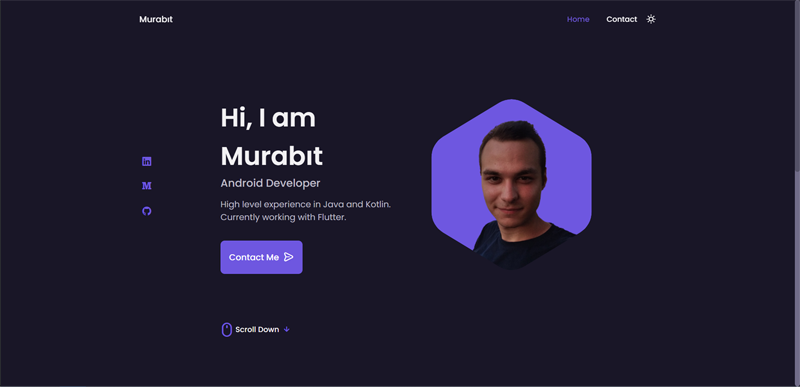 Murabıt
Home
Contact
Hi, I am
Murabıt
Android Developer
High level experience in Java and Kotlin.
Currently working with Flutter.
Contact Me
Scroll Down